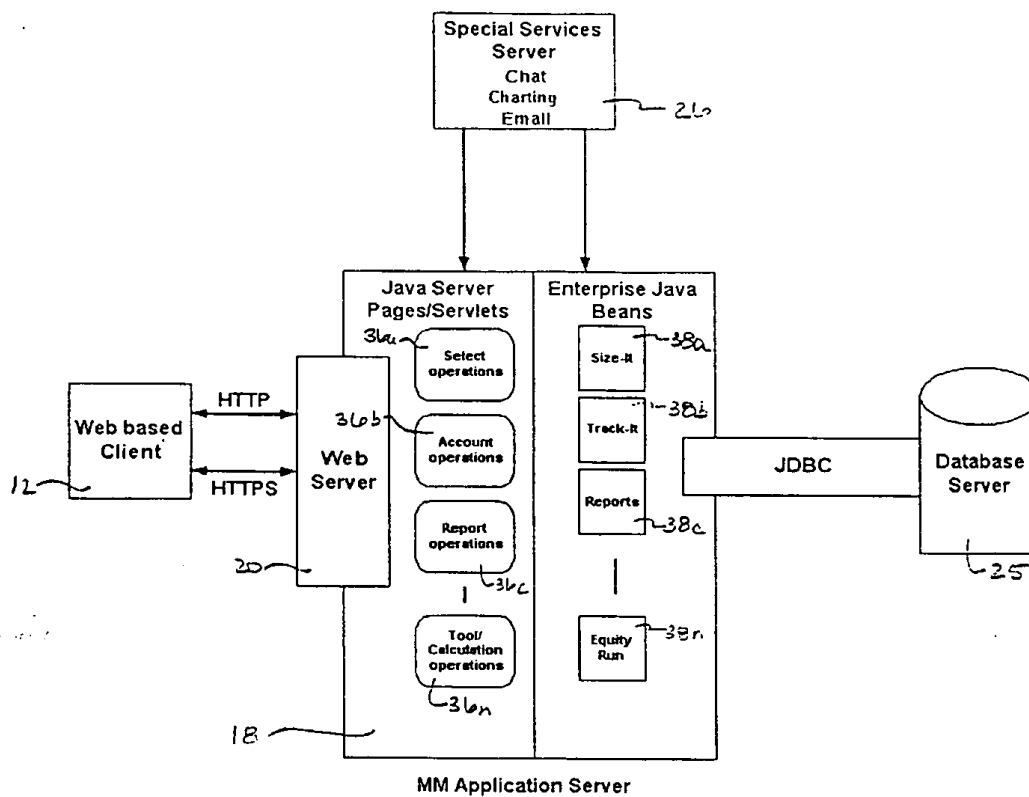 Special Services
Server
Chat
Charting
Email
26
Java Server
Pages/Servlets
Enterprise Java
Beans
36a
Select
operations
38a
Size-It
HTTP
Web based
Client
12
HTTPS
Web
Server
20
36b
Account
operations
38b
Track-It
JDBC
Database
Server
25
Report
operations
36c
Reports
38c
Tool/
Calculation
operations
36n
Equity
Run
38n
18
MM Application Server